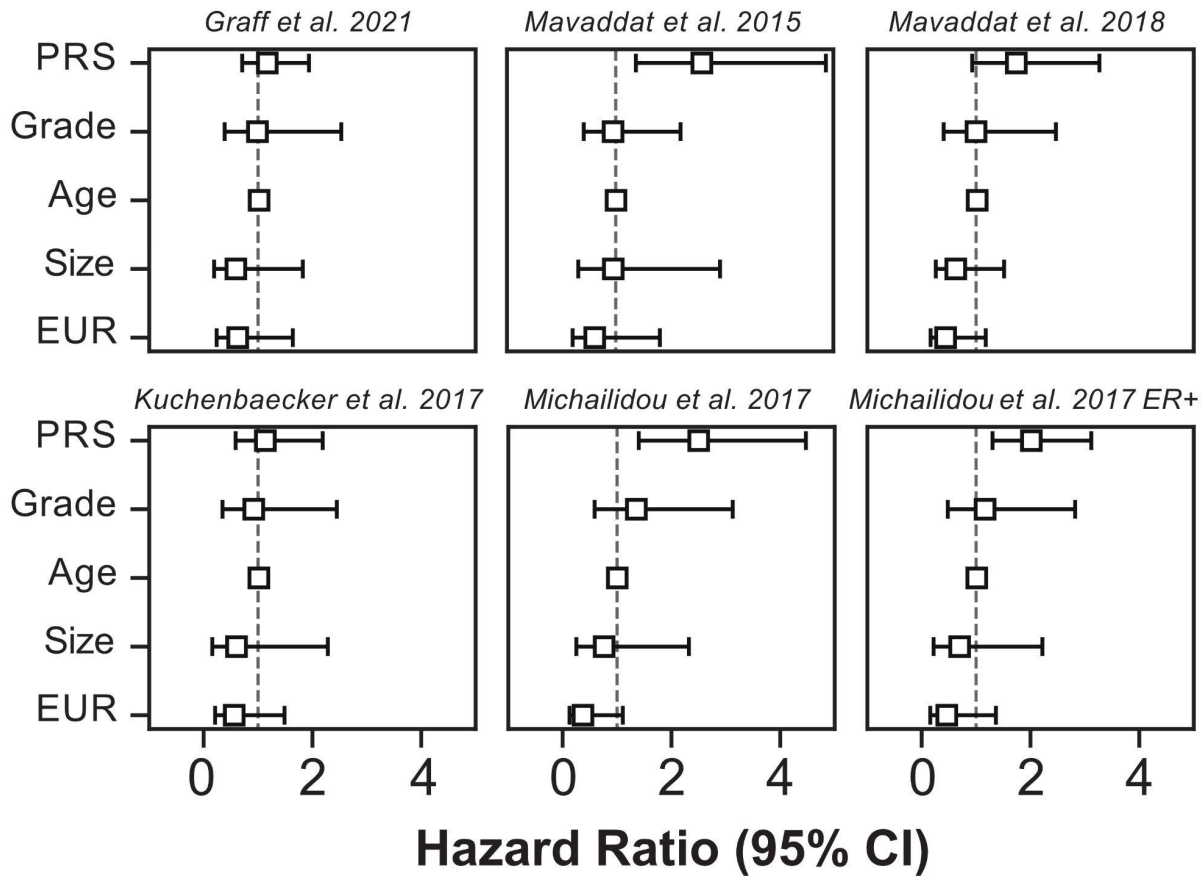 Graff et al. 2021
Mavaddat et al. 2015
Mavaddat et al. 2018
PRS
Grade
Age
Size
EUR
Kuchenbaecker et al. 2017
Michailidou et al. 2017
Michailidou et al. 2017 ER+
PRS
Grade
Age
Size
EUR
0 2 4
0 2 4
0 2 4
Hazard Ratio (95% CI)